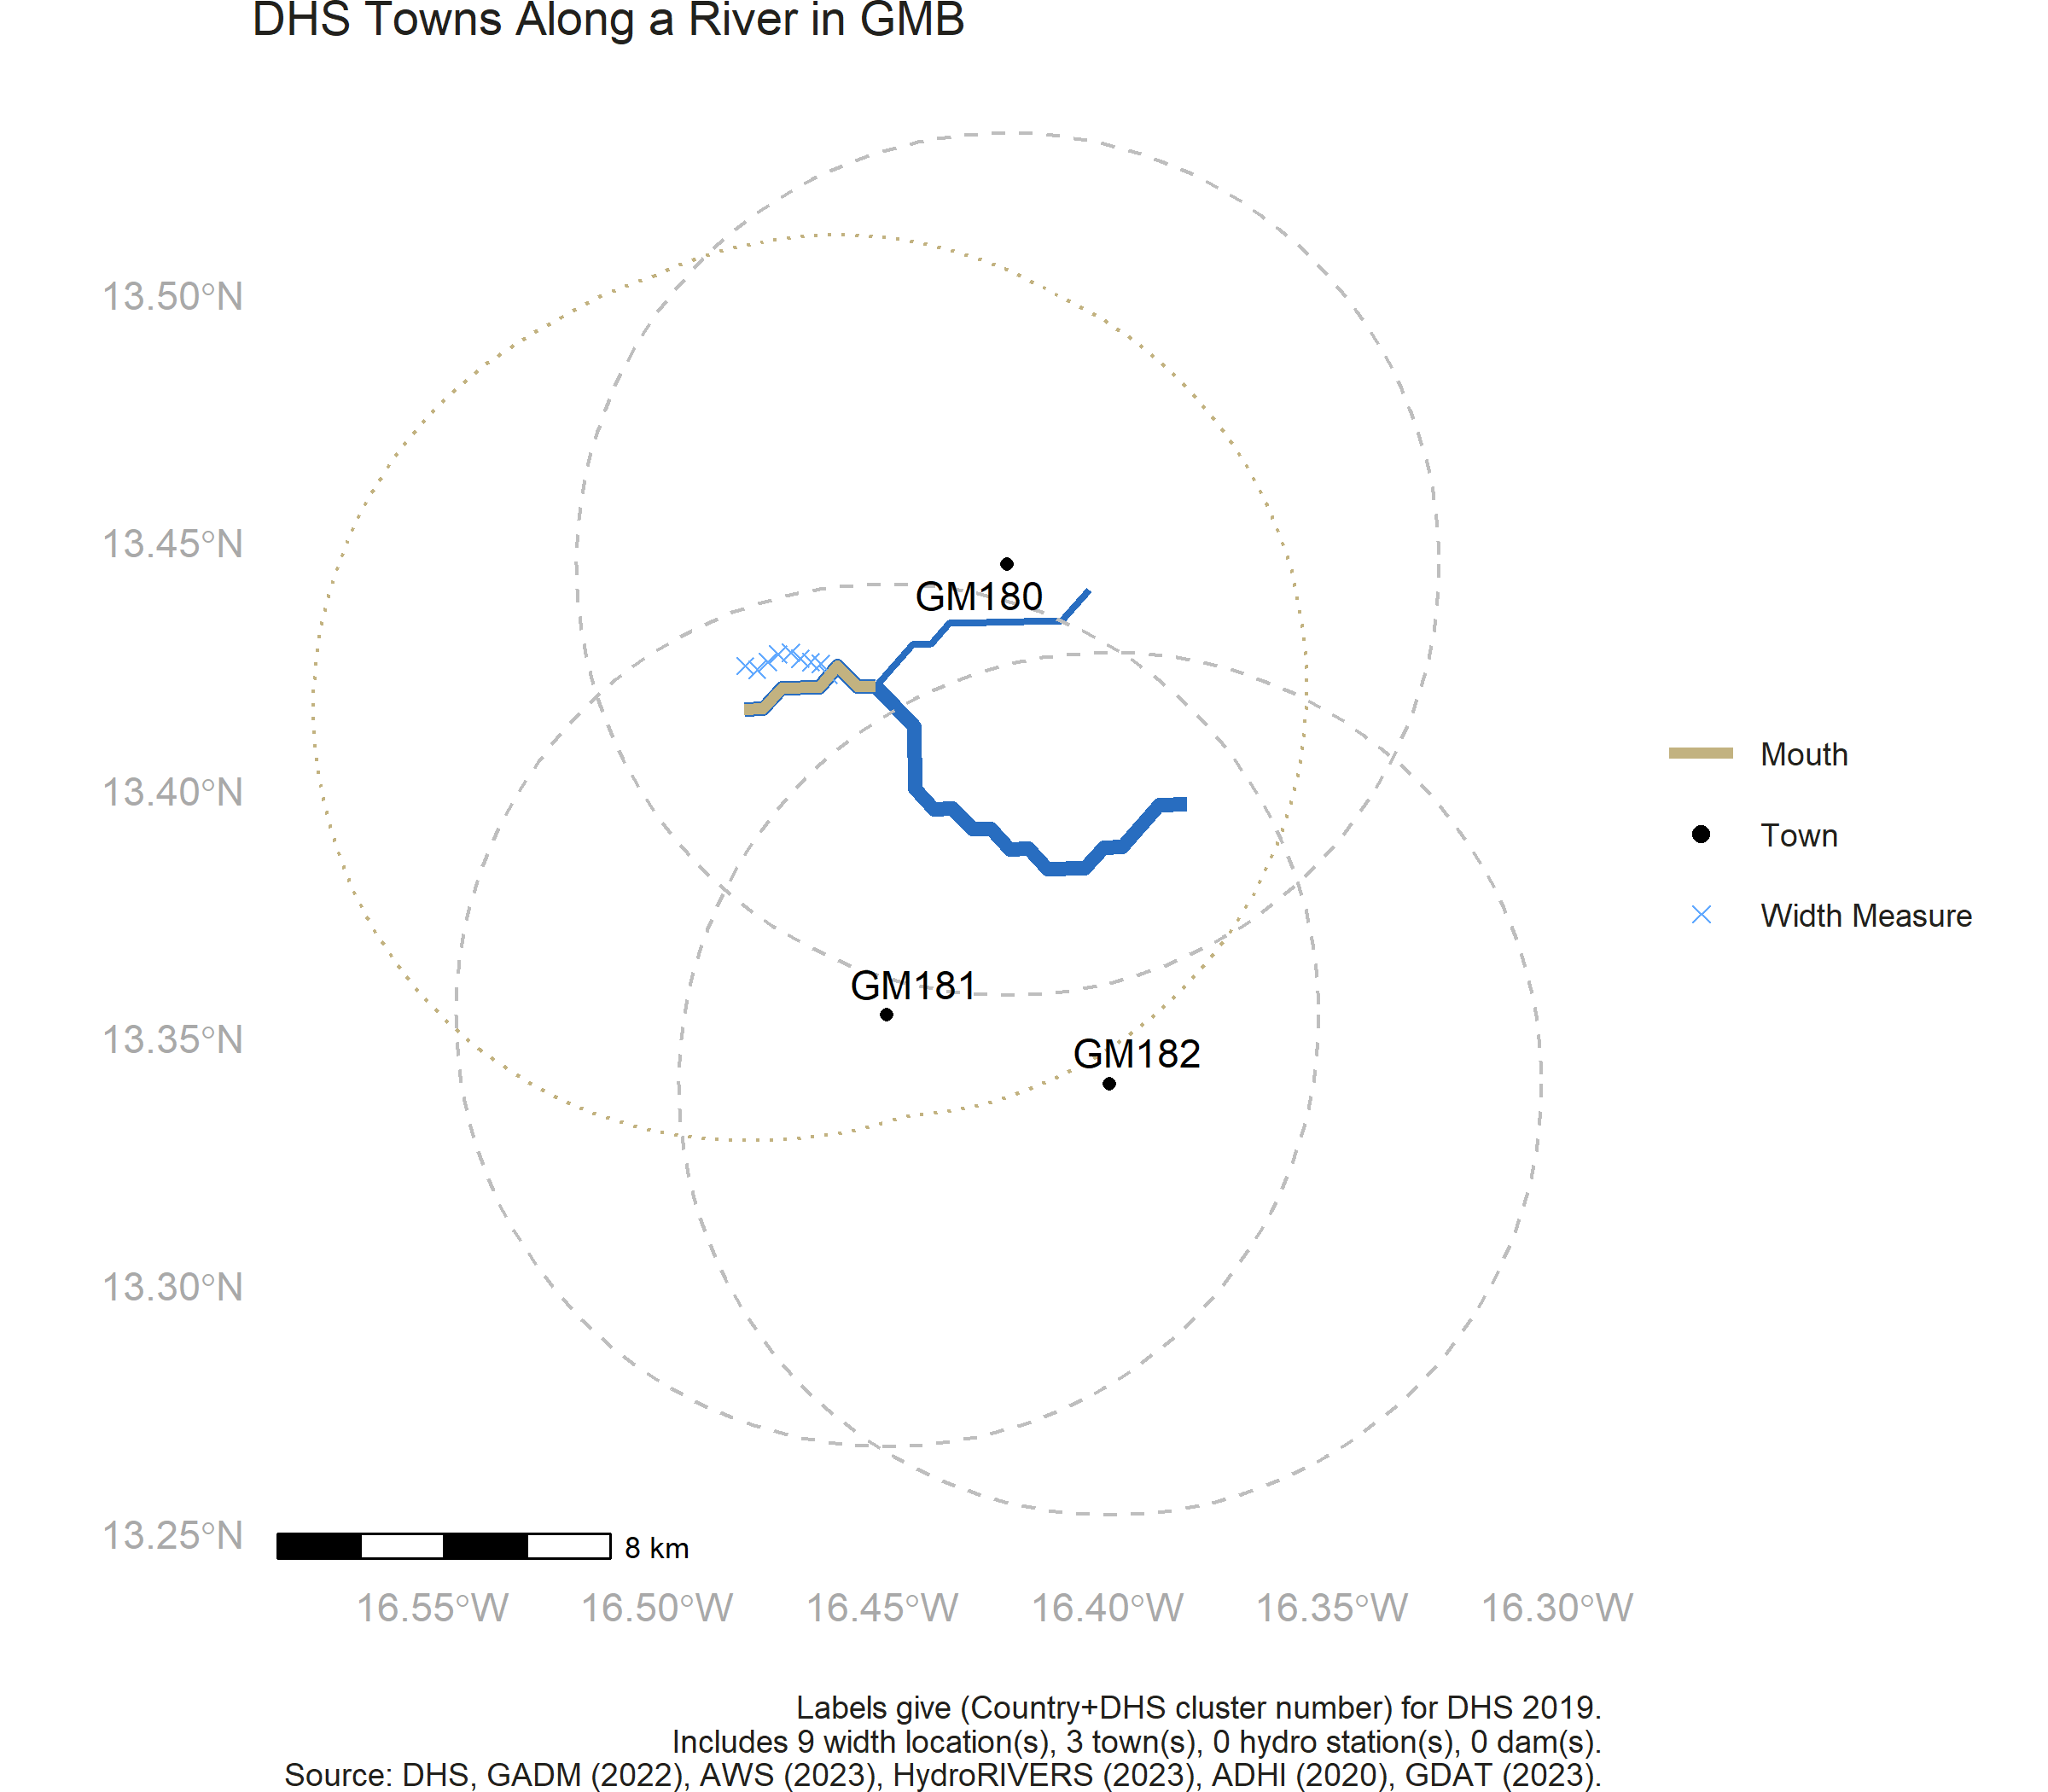 DHS Towns Along a River in GMB
13.50°N
13.45°N
GM180
Mouth
13.40°N
Town
Width Measure
GM181
13.35°N
GM182
13.30°N
13.25°N
8 km
16.55°W 16.50°W 16.45°W 16.40°W 16.35°W 16.30°W
Labels give (Country+DHS cluster number) for DHS 2019.
Includes 9 width location(s), 3 town(s), 0 hydro station(s), 0 dam(s).
Source: DHS, GADM (2022), AWS (2023), HydroRIVERS (2023), ADHI (2020), GDAT (2023).